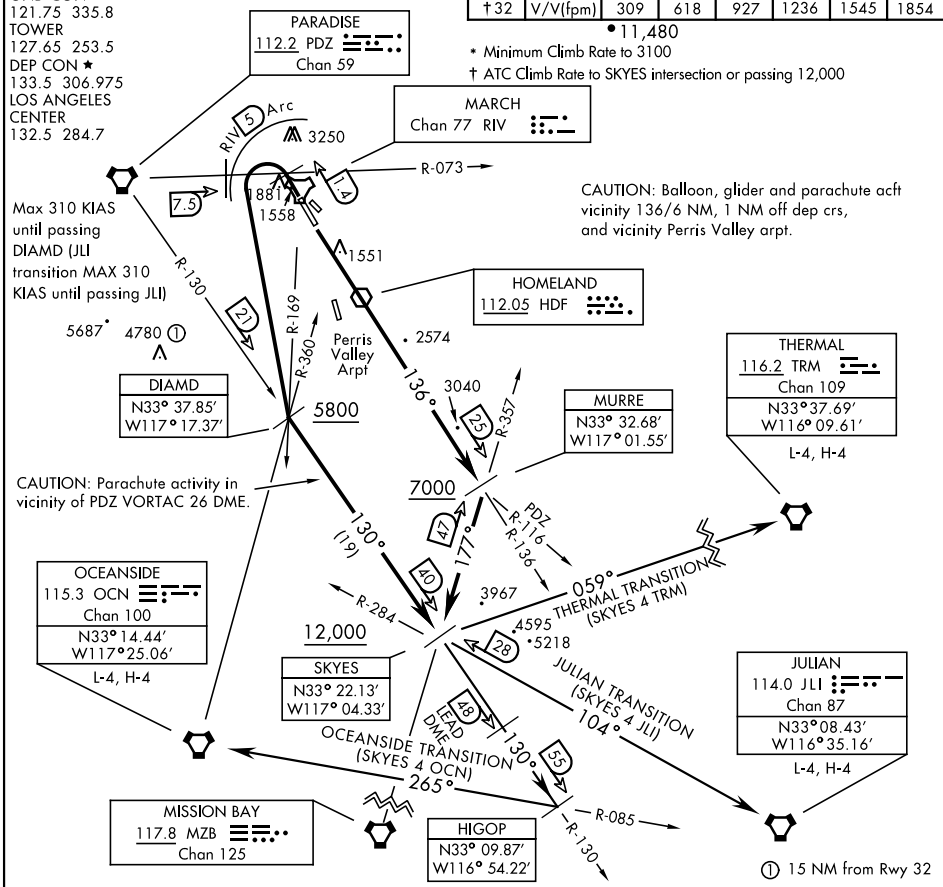 121.75 335.8
TOWER
127.65 253.5
DEP CON ★
133.5 306.975
LOS ANGELES
CENTER
132.5 284.7
†32 V/V(fpm) 309 618 927 1236 1545 1854
11,480
* Minimum Climb Rate to 3100
† ATC Climb Rate to SKYES intersection or passing 12,000
PARADISE
112.2 PDZ
Chan 59
MARCH
Chan 77 RIV
RIV 5 Arc
3250
R-073
7.5
1881
1558
1.4
1551
CAUTION: Balloon, glider and parachute acft
vicinity 136/6 NM, 1 NM off dep crs,
and vicinity Perris Valley arpt.
Max 310 KIAS
until passing
DIAMD (JLI
transition MAX 310
KIAS until passing JLI)
R-130
21
R-169
R-360
5687
4780 ①
HOMELAND
112.05 HDF
Perris
Valley
Arpt
2574
136°
3040
25
R-357
DIAMD
N33° 37.85'
W117° 17.37'
5800
MURRE
N33° 32.68'
W117° 01.55'
THERMAL
116.2 TRM
Chan 109
N33° 37.69'
W116° 09.61'
L-4, H-4
CAUTION: Parachute activity in
vicinity of PDZ VORTAC 26 DME.
7000
47
177°
PDZ
R-116
R-136
130°
(19)
40
R-284
3967
059°
THERMAL TRANSITION
(SKYES 4 TRM)
OCEANSIDE
115.3 OCN
Chan 100
N33° 14.44'
W117° 25.06'
L-4, H-4
12,000
SKYES
N33° 22.13'
W117° 04.33'
4595
5218
28
JULIAN TRANSITION
(SKYES 4 JLI)
104°
JULIAN
114.0 JLI
Chan 87
N33° 08.43'
W116° 35.16'
L-4, H-4
48
LEAD
DME
130°
55
OCEANSIDE TRANSITION
(SKYES 4 OCN)
265°
R-085
R-130
MISSION BAY
117.8 MZB
Chan 125
HIGOP
N33° 09.87'
W116° 54.22'
① 15 NM from Rwy 32